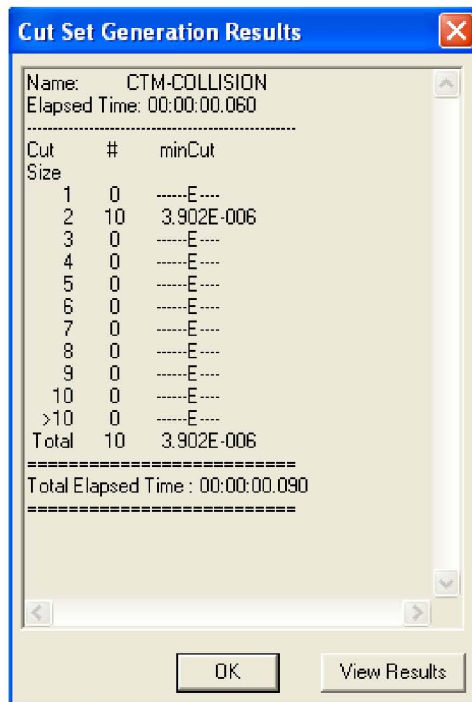 Cut Set Generation Results
Name: CTM-COLLISION
Elapsed Time: 00:00:00.060
-----------------------------------------------
Cut # minCut
Size
1 0 ------E----
2 10 3.902E-006
3 0 ------E----
4 0 ------E----
5 0 ------E----
6 0 ------E----
7 0 ------E----
8 0 ------E----
9 0 ------E----
10 0 ------E----
>10 0 ------E----
Total 10 3.902E-006
===========================
Total Elapsed Time : 00:00:00.090
===========================
OK View Results